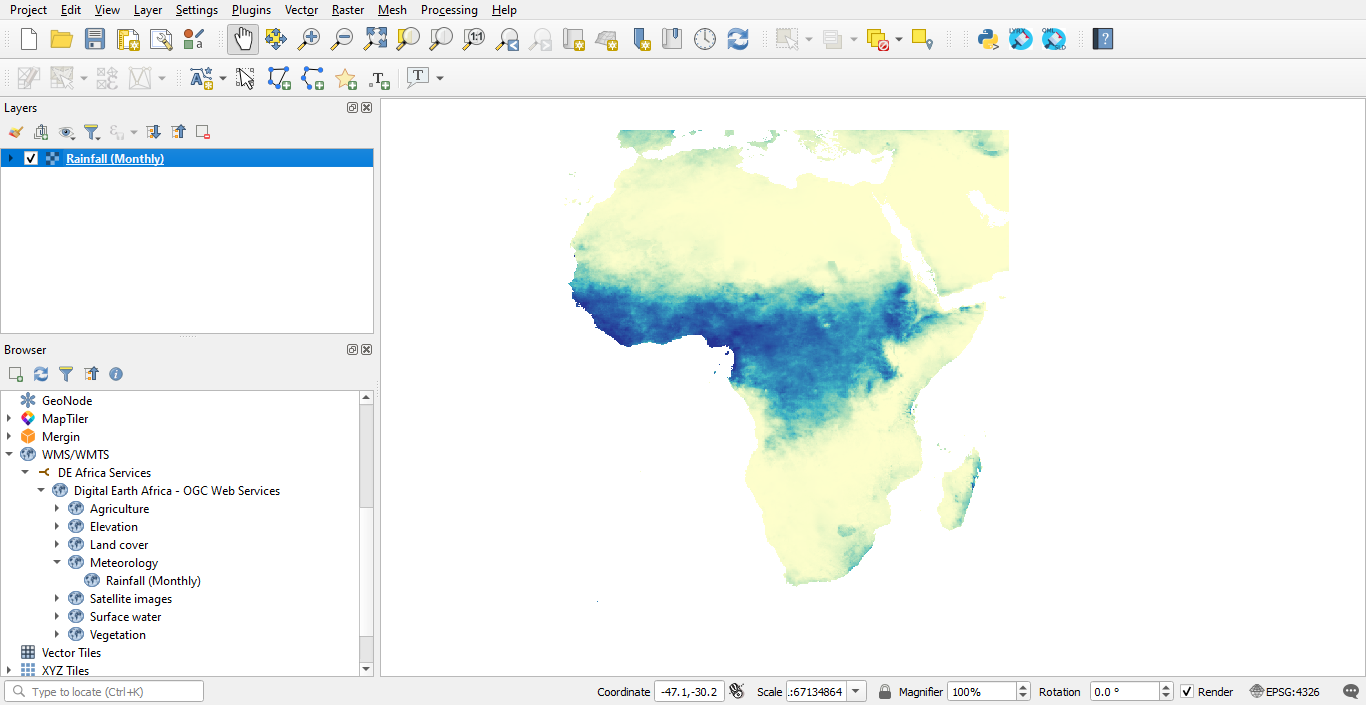 Project Edit View Layer Settings Plugins Vector Raster Mesh Processing Help
Layers
Rainfall (Monthly)
Browser
GeoNode
MapTiler
Mergin
WMS/WMTS
DE Africa Services
Digital Earth Africa - OGC Web Services
Agriculture
Elevation
Land cover
Meteorology
Rainfall (Monthly)
Satellite images
Surface water
Vegetation
Vector Tiles
XYZ Tiles
Type to locate (Ctrl+K) Coordinate -47.1,-30.2 Scale .:67134864 Magnifier 100% Rotation 0.0 ° Render EPSG:4326